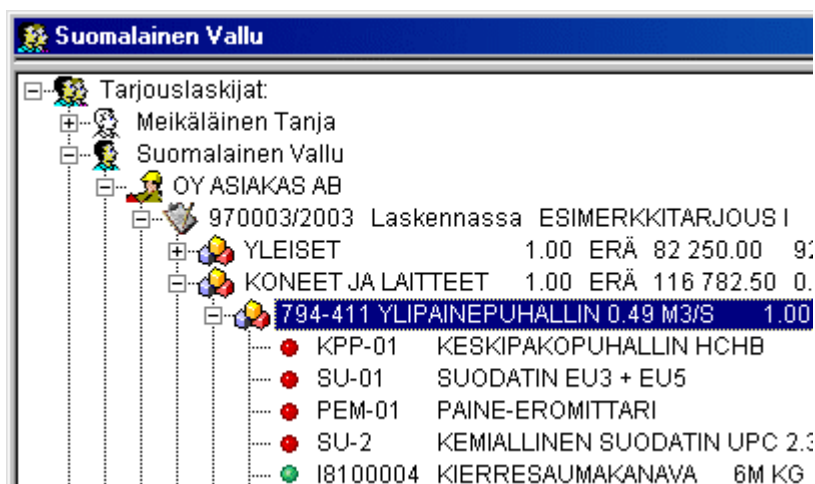 Suomalainen Vallu
Tarjouslaskijat:
Meikäläinen Tanja
Suomalainen Vallu
OY ASIAKAS AB
970003/2003 Laskennassa ESIMERKKITARJOUS I
YLEISET 1.00 ERÄ 82 250.00 92
KONEET JA LAITTEET 1.00 ERÄ 116 782.50 0.
794-411 YLIPAINEPUHALLIN 0.49 M3/S 1.00
KPP-01 KESKIPAKOPUHALLIN HCHB
SU-01 SUODATIN EU3 + EU5
PEM-01 PAINE-EROMITTARI
SU-2 KEMIALLINEN SUODATIN UPC 2.3
I8100004 KIERRESAUMAKANAVA 6M KG